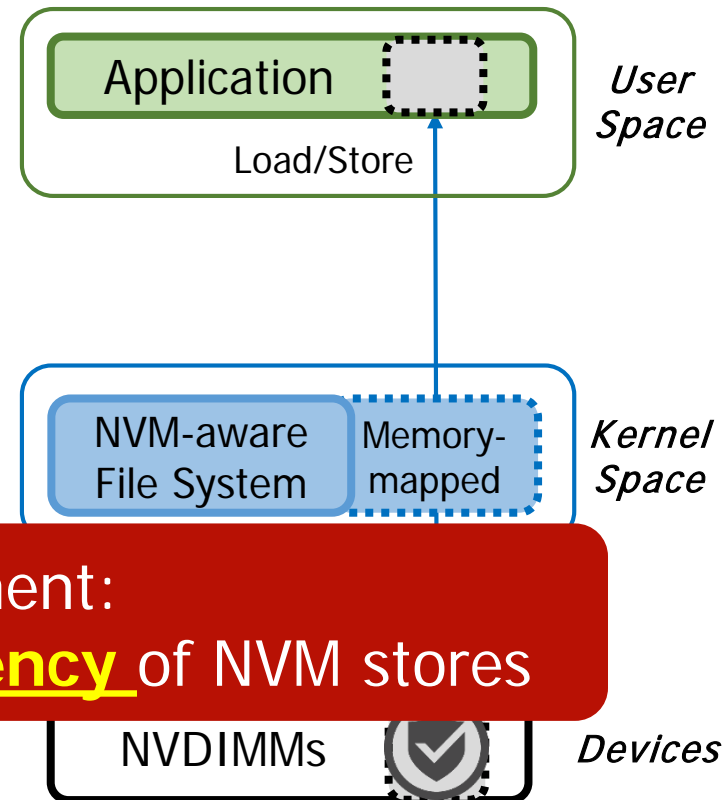 Application
User
Space
Load/Store
NVM-aware
File System
Memory-
mapped
Kernel
Space
ment:
ency of NVM stores
NVDIMMs
Devices